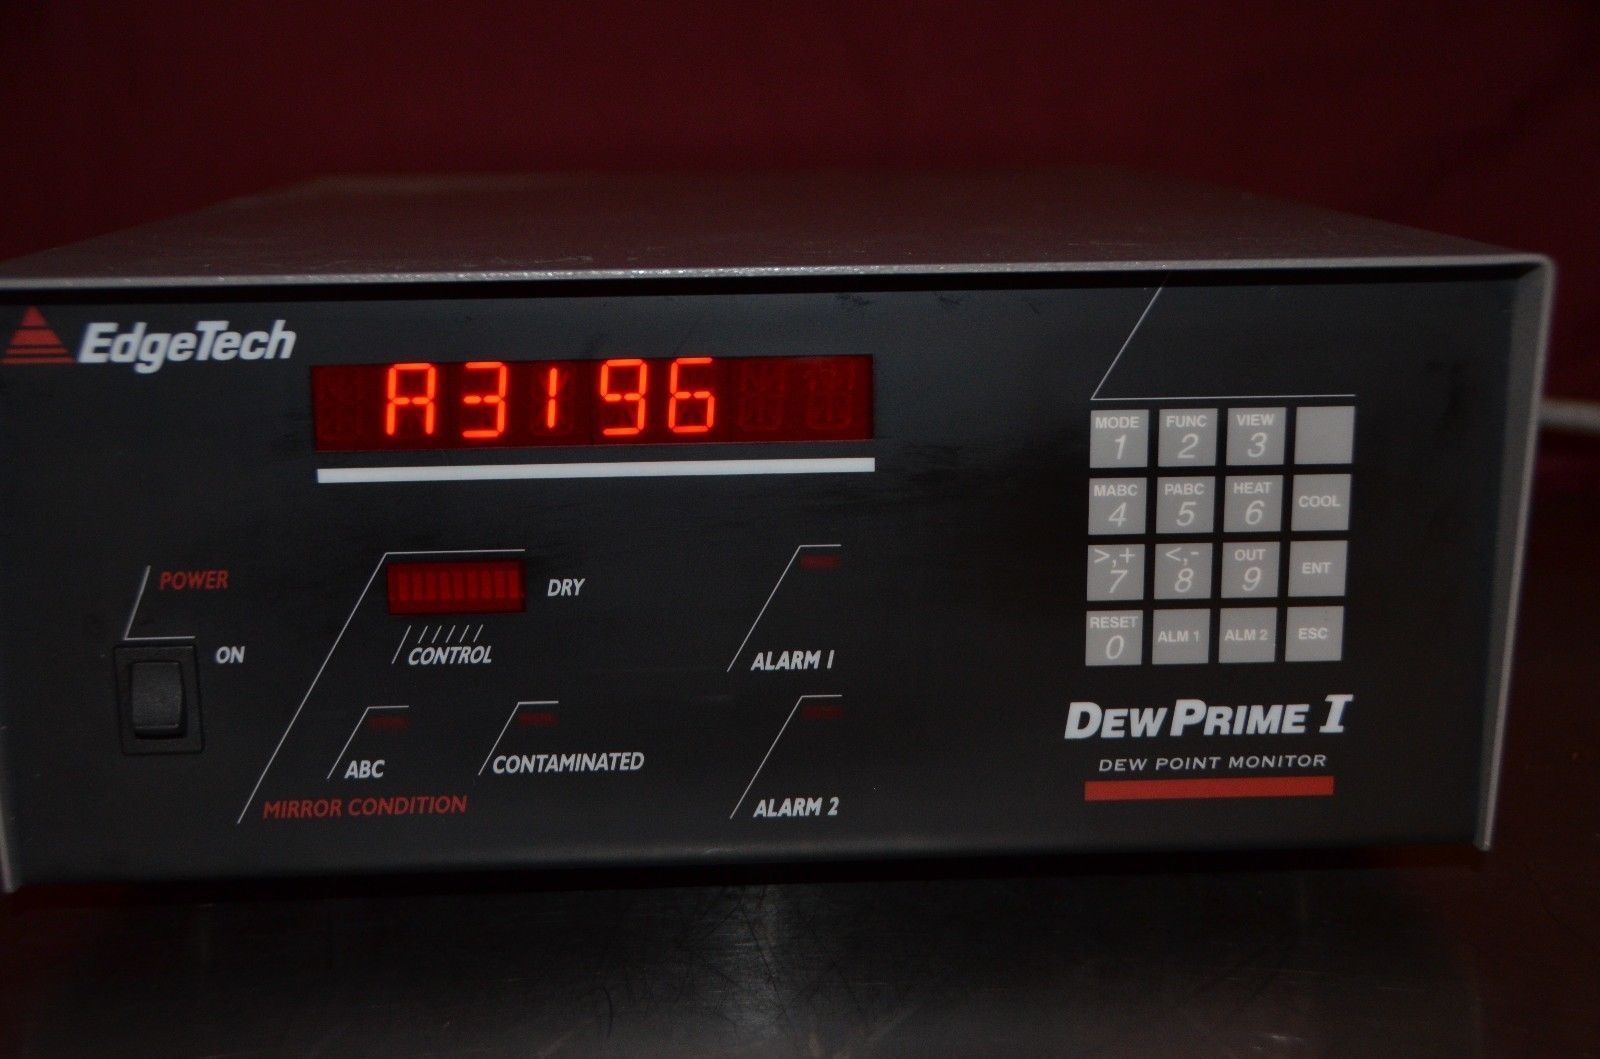 EdgeTech
A3196
MODE 1 FUNC 2 VIEW 3
MABC 4 PABC 5 HEAT 6 COOL
>,+ 7 <,- 8 OUT 9 ENT
RESET 0 ALM 1 ALM 2 ESC
POWER
ON
DRY
CONTROL
ALARM 1
ABC
CONTAMINATED
MIRROR CONDITION
ALARM 2
DEW PRIME I
DEW POINT MONITOR